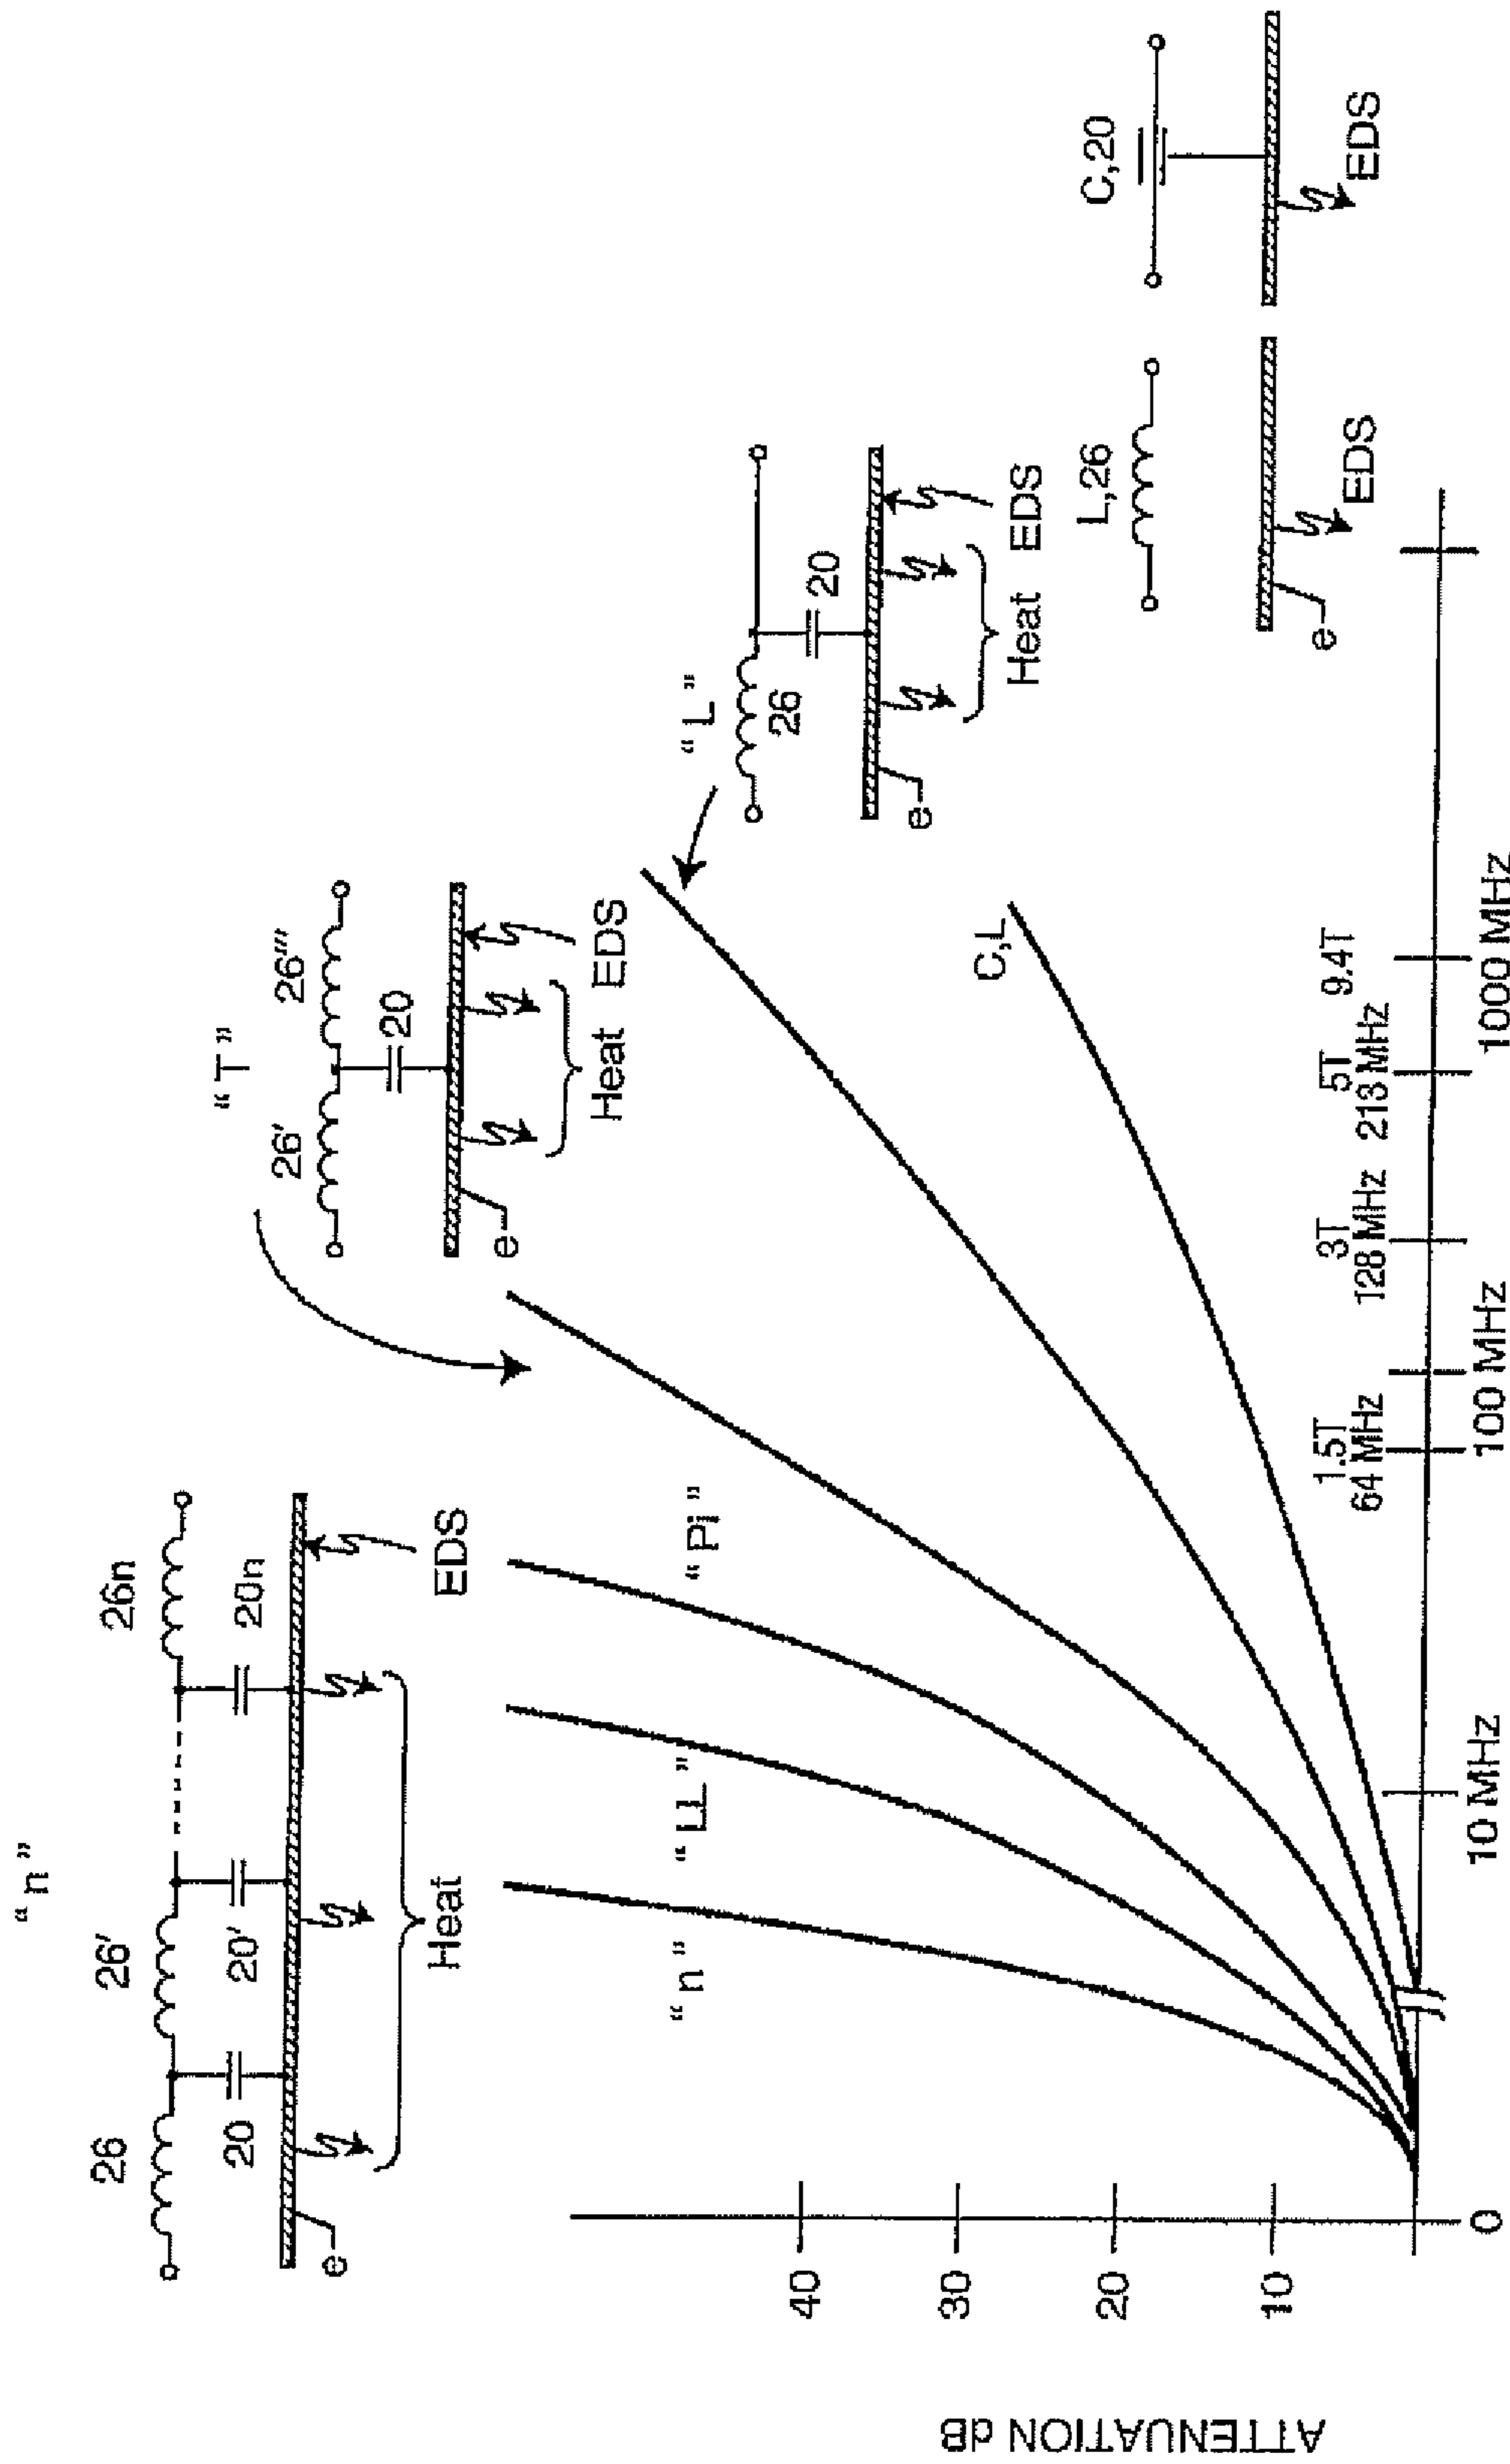 “n”
26
26′
26n
20
20′
20n
e
EDS
Heat
“T”
26′
26‴
20
e
Heat
EDS
“L”
26
20
e
Heat
EDS
L,26
e
EDS
C,20
EDS
“n”
“LL”
“Pi”
C,L
ATTENUATION dB
40
30
20
10
0
1.5T
64 MHz
3T
128 MHz
5T
213 MHz
9.4T
10 MHz
100 MHz
1000 MHz